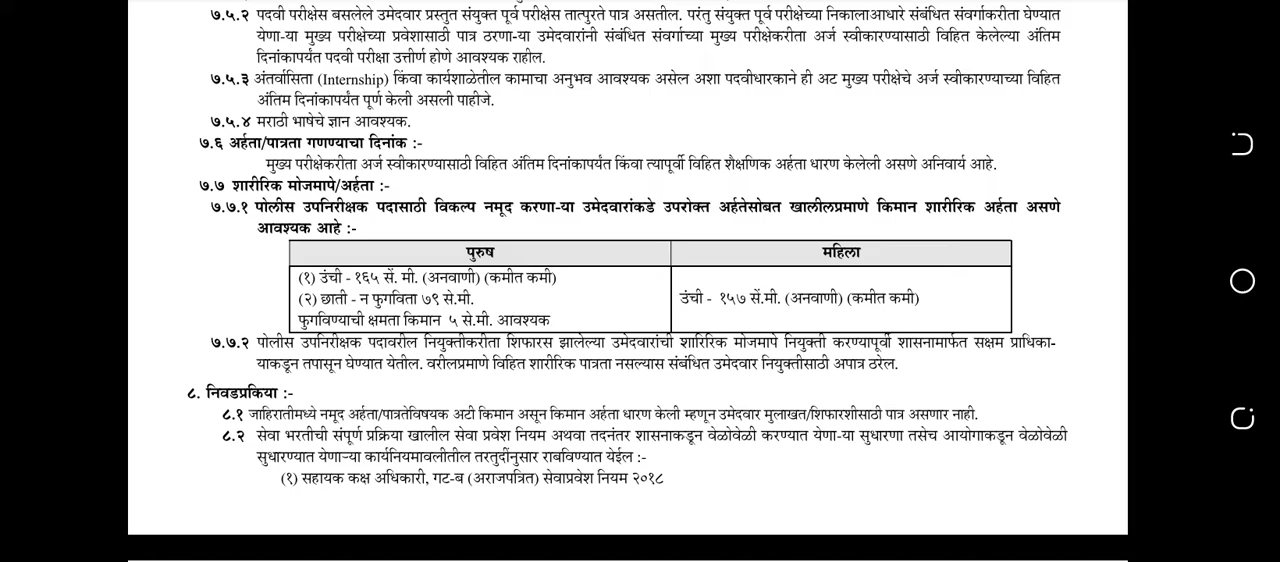 ७.५.२ पदवी परीक्षेस बसलेले उमेदवार प्रस्तुत संयुक्त पूर्व परीक्षेस तात्पुरते पात्र असतील. परंतु संयुक्त पूर्व परीक्षेच्या निकालाआधारे संबंधित संवर्गाकरीता घेण्यात
येणा-या मुख्य परीक्षेच्या प्रवेशासाठी पात्र ठरणा-या उमेदवारांनी संबंधित संवर्गाच्या मुख्य परीक्षेकरीता अर्ज स्वीकारण्यासाठी विहित केलेल्या अंतिम
दिनांकापर्यंत पदवी परीक्षा उत्तीर्ण होणे आवश्यक राहील.
७.५.३ अंतर्वासिता (Internship) किंवा कार्यशाळेतील कामाचा अनुभव आवश्यक असेल अशा पदवीधारकाने ही अट मुख्य परीक्षेचे अर्ज स्वीकारण्याच्या विहित
अंतिम दिनांकापर्यंत पूर्ण केली असली पाहीजे.
७.५.४ मराठी भाषेचे ज्ञान आवश्यक.
७.६ अर्हता/पात्रता गणण्याचा दिनांक :-
मुख्य परीक्षेकरीता अर्ज स्वीकारण्यासाठी विहित अंतिम दिनांकापर्यंत किंवा त्यापूर्वी विहित शैक्षणिक अर्हता धारण केलेली असणे अनिवार्य आहे.
७.७ शारीरिक मोजमापे/अर्हता :-
७.७.१ पोलीस उपनिरीक्षक पदासाठी विकल्प नमूद करणा-या उमेदवारांकडे उपरोक्त अर्हतेसोबत खालीलप्रमाणे किमान शारीरिक अर्हता असणे
आवश्यक आहे :-
पुरुष महिला
(१) उंची - १६५ सें. मी. (अनवाणी) (कमीत कमी)
(२) छाती - न फुगविता ७९ से.मी.
फुगविण्याची क्षमता किमान ५ से.मी. आवश्यक
उंची - १५७ सें.मी. (अनवाणी) (कमीत कमी)
७.७.२ पोलीस उपनिरीक्षक पदावरील नियुक्तीकरीता शिफारस झालेल्या उमेदवारांची शारिरिक मोजमापे नियुक्ती करण्यापूर्वी शासनामार्फत सक्षम प्राधिका-
याकडून तपासून घेण्यात येतील. वरीलप्रमाणे विहित शारीरिक पात्रता नसल्यास संबंधित उमेदवार नियुक्तीसाठी अपात्र ठरेल.
८. निवडप्रकिया :-
८.१ जाहिरातीमध्ये नमूद अर्हता/पात्रतेविषयक अटी किमान असून किमान अर्हता धारण केली म्हणून उमेदवार मुलाखत/शिफारशीसाठी पात्र असणार नाही.
८.२ सेवा भरतीची संपूर्ण प्रक्रिया खालील सेवा प्रवेश नियम अथवा तदनंतर शासनाकडून वेळोवेळी करण्यात येणा-या सुधारणा तसेच आयोगाकडून वेळोवेळी
सुधारण्यात येणाऱ्या कार्यनियमावलीतील तरतुदींनुसार राबविण्यात येईल :-
(१) सहायक कक्ष अधिकारी, गट-ब (अराजपत्रित) सेवाप्रवेश नियम २०१८